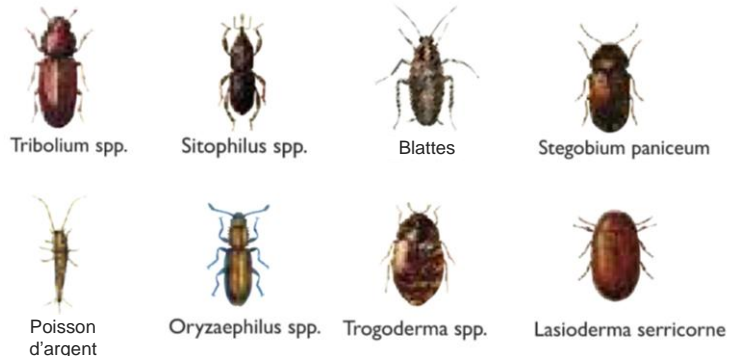 Tribolium spp.
Sitophilus spp.
Blattes
Stegobium paniceum
Poisson
d'argent
Oryzaephilus spp.
Trogoderma spp.
Lasioderma serricorne